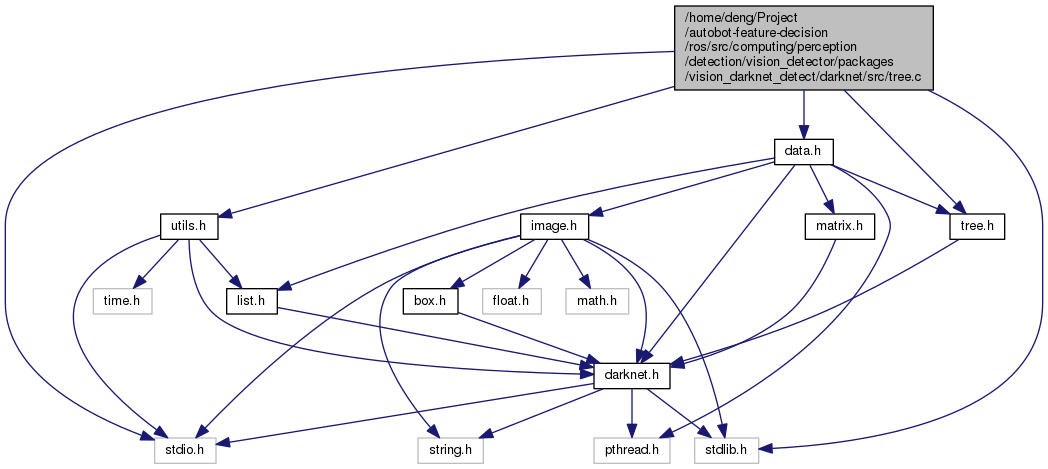 /home/deng/Project
/autobot-feature-decision
/ros/src/computing/perception
/detection/vision_detector/packages
/vision_darknet_detect/darknet/src/tree.c
data.h
utils.h
image.h
matrix.h
tree.h
time.h
list.h
box.h
float.h
math.h
darknet.h
stdio.h
string.h
pthread.h
stdlib.h